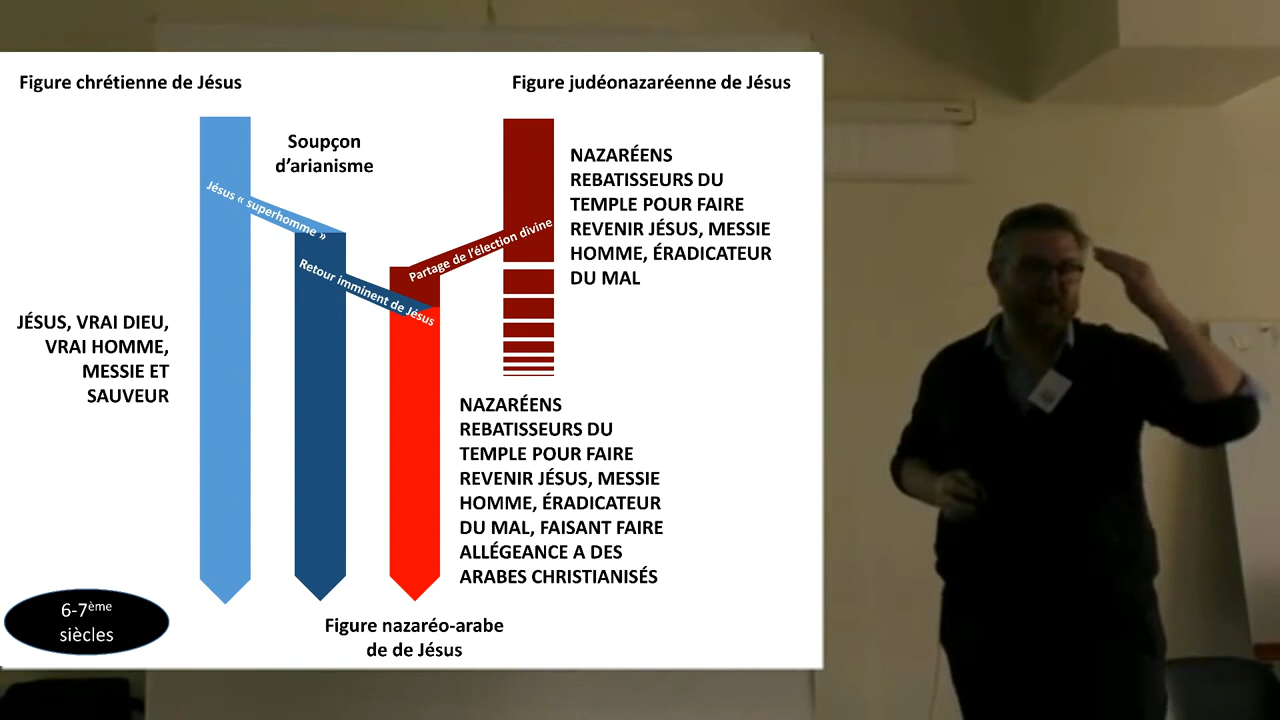 Figure chrétienne de Jésus
Figure judéonazaréenne de Jésus
Soupçon
d’arianisme
NAZARÉENS
REBATISSEURS DU
TEMPLE POUR FAIRE
REVENIR JÉSUS, MESSIE
HOMME, ÉRADICATEUR
DU MAL
Jésus « superhomme »
Partage de l’élection divine
Retour imminent de Jésus
JÉSUS, VRAI DIEU,
VRAI HOMME,
MESSIE ET
SAUVEUR
NAZARÉENS
REBATISSEURS DU
TEMPLE POUR FAIRE
REVENIR JÉSUS, MESSIE
HOMME, ÉRADICATEUR
DU MAL, FAISANT FAIRE
ALLÉGEANCE A DES
ARABES CHRISTIANISÉS
6-7ème
siècles
Figure nazaréo-arabe
de de Jésus